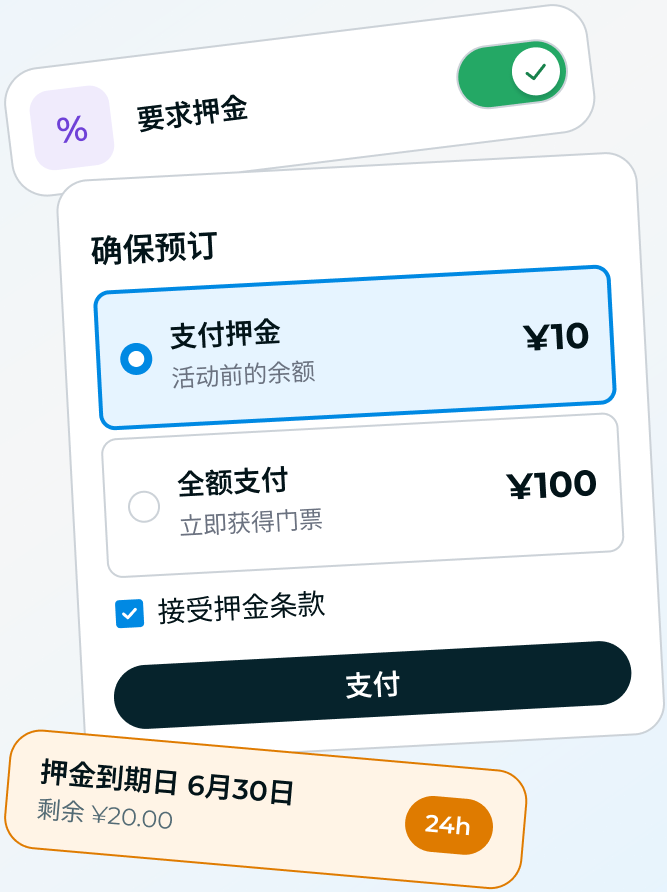 %
要求押金
确保预订
支付押金
¥10
活动前的余额
全额支付
¥100
立即获得门票
接受押金条款
支付
押金到期日 6月30日
剩余 ¥20.00
24h